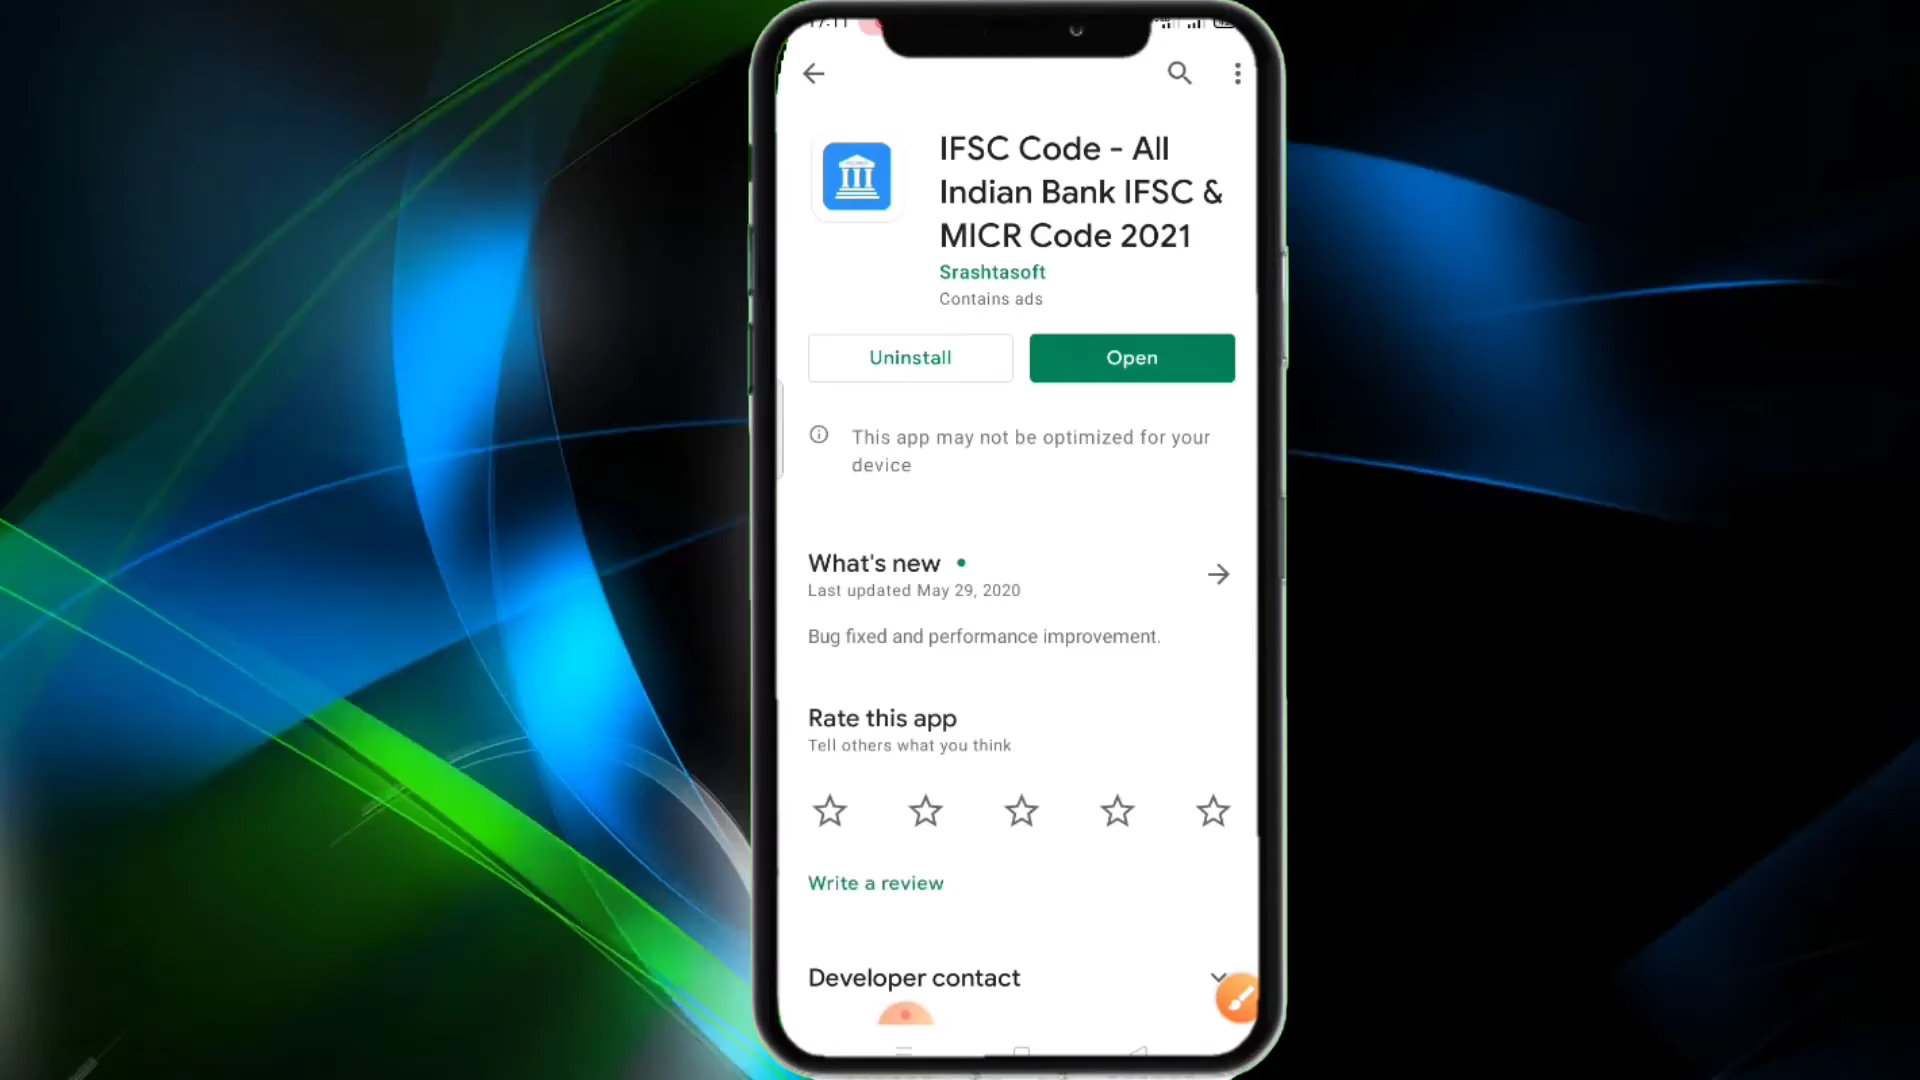 IFSC Code - All
Indian Bank IFSC &
MICR Code 2021
Srashtasoft
Contains ads
Uninstall
Open
This app may not be optimized for your
device
What's new
Last updated May 29, 2020
Bug fixed and performance improvement.
Rate this app
Tell others what you think
Write a review
Developer contact